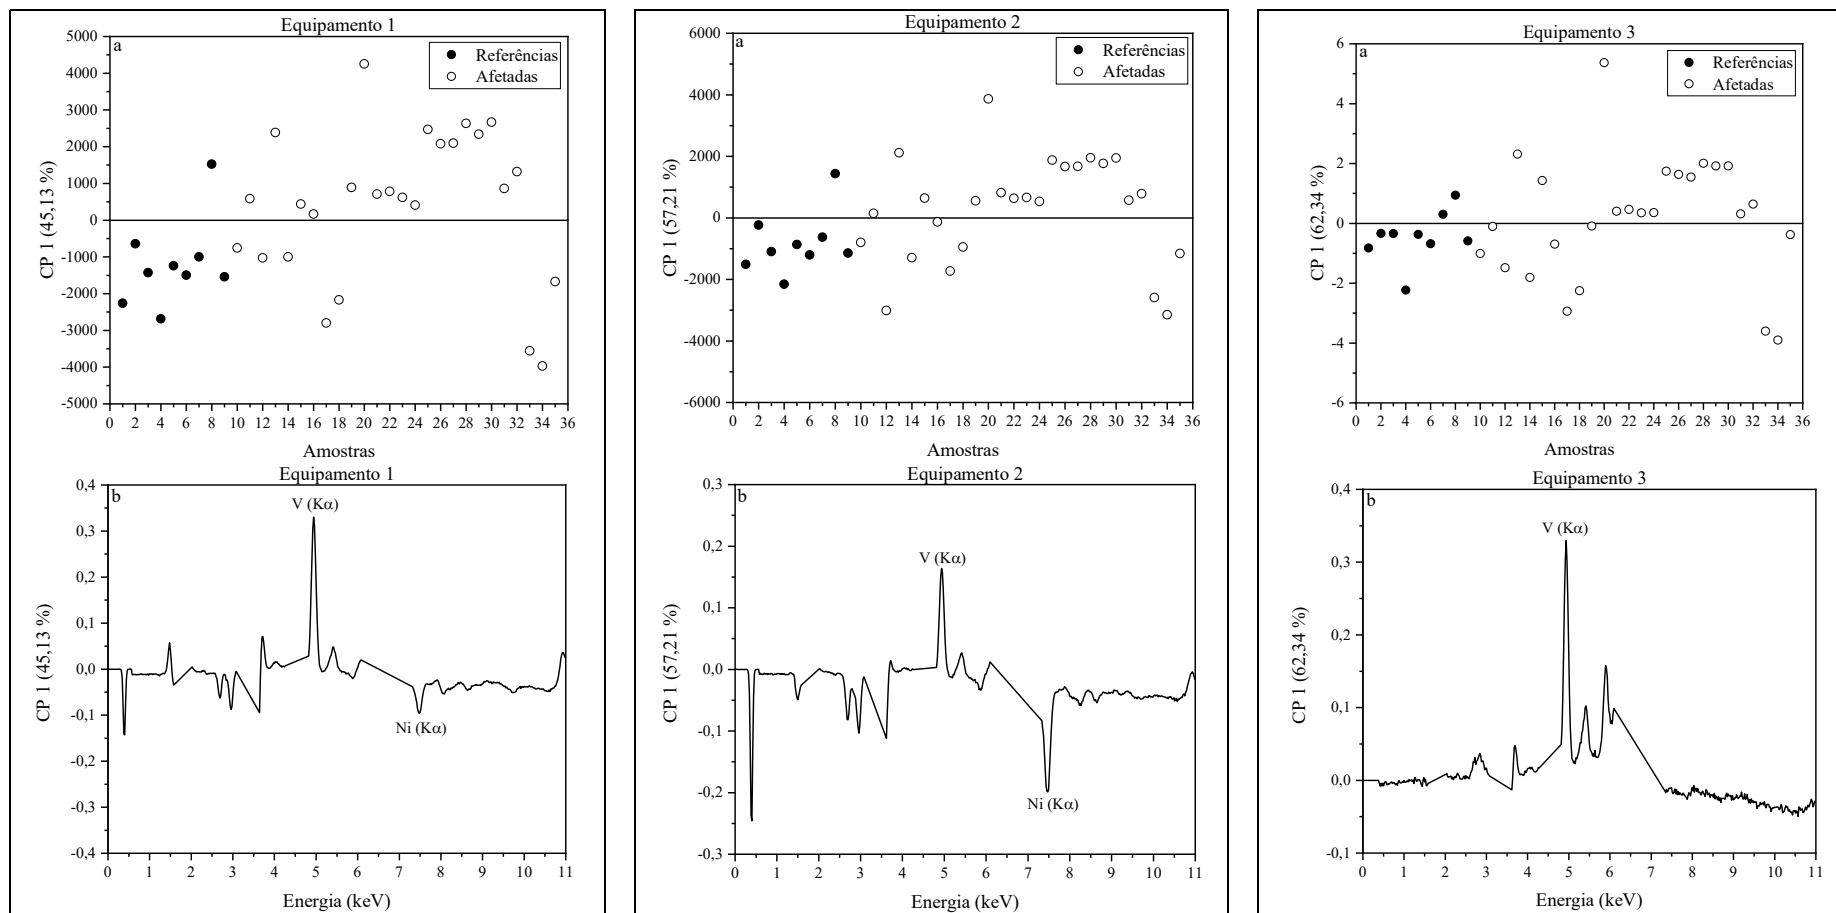 Equipamento 1
a
Referências
Afetadas
5000
4000
3000
2000
1000
0
-1000
-2000
-3000
-4000
-5000
CP 1 (45,13 %)
0 2 4 6 8 10 12 14 16 18 20 22 24 26 28 30 32 34 36
Amostras
Equipamento 1
b
V (Kα)
Ni (Kα)
0,4
0,3
0,2
0,1
0,0
-0,1
-0,2
-0,3
-0,4
CP 1 (45,13 %)
0 1 2 3 4 5 6 7 8 9 10 11
Energia (keV)
Equipamento 2
a
Referências
Afetadas
6000
4000
2000
0
-2000
-4000
-6000
CP 1 (57,21 %)
0 2 4 6 8 10 12 14 16 18 20 22 24 26 28 30 32 34 36
Amostras
Equipamento 2
b
V (Kα)
Ni (Kα)
0,3
0,2
0,1
0,0
-0,1
-0,2
-0,3
CP 1 (57,21 %)
0 1 2 3 4 5 6 7 8 9 10 11
Energia (keV)
Equipamento 3
a
Referências
Afetadas
6
4
2
0
-2
-4
-6
CP 1 (62,34 %)
0 2 4 6 8 10 12 14 16 18 20 22 24 26 28 30 32 34 36
Amostras
Equipamento 3
b
V (Kα)
0,4
0,3
0,2
0,1
0,0
-0,1
CP 1 (62,34 %)
0 1 2 3 4 5 6 7 8 9 10 11
Energia (keV)